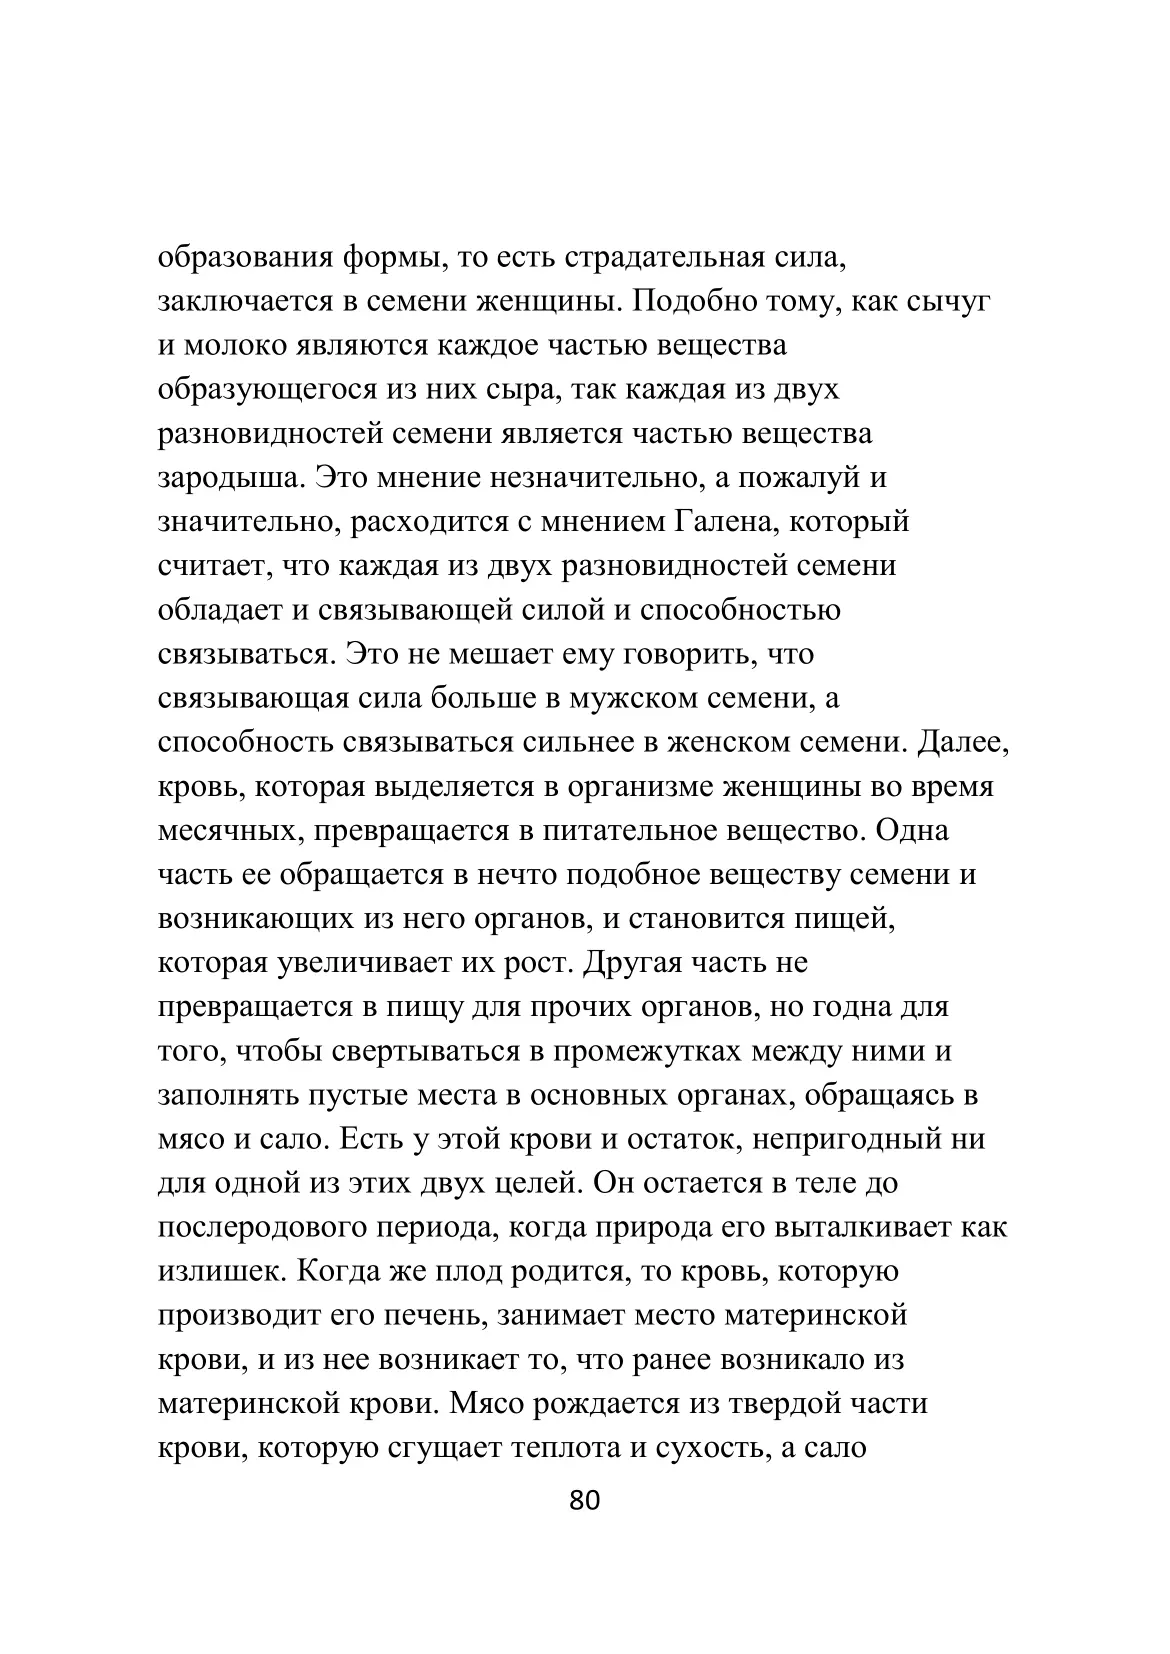 образования формы, то есть страдательная сила,
заключается в семени женщины. Подобно тому, как сычуг
и молоко являются каждое частью вещества
образующегося из них сыра, так каждая из двух
разновидностей семени является частью вещества
зародыша. Это мнение незначительно, а пожалуй и
значительно, расходится с мнением Галена, который
считает, что каждая из двух разновидностей семени
обладает и связывающей силой и способностью
связываться. Это не мешает ему говорить, что
связывающая сила больше в мужском семени, а
способность связываться сильнее в женском семени. Далее,
кровь, которая выделяется в организме женщины во время
месячных, превращается в питательное вещество. Одна
часть ее обращается в нечто подобное веществу семени и
возникающих из него органов, и становится пищей,
которая увеличивает их рост. Другая часть не
превращается в пищу для прочих органов, но годна для
того, чтобы свертываться в промежутках между ними и
заполнять пустые места в основных органах, обращаясь в
мясо и сало. Есть у этой крови и остаток, непригодный ни
для одной из этих двух целей. Он остается в теле до
послеродового периода, когда природа его выталкивает как
излишек. Когда же плод родится, то кровь, которую
производит его печень, занимает место материнской
крови, и из нее возникает то, что ранее возникало из
материнской крови. Мясо рождается из твердой части
крови, которую сгущает теплота и сухость, а сало
80